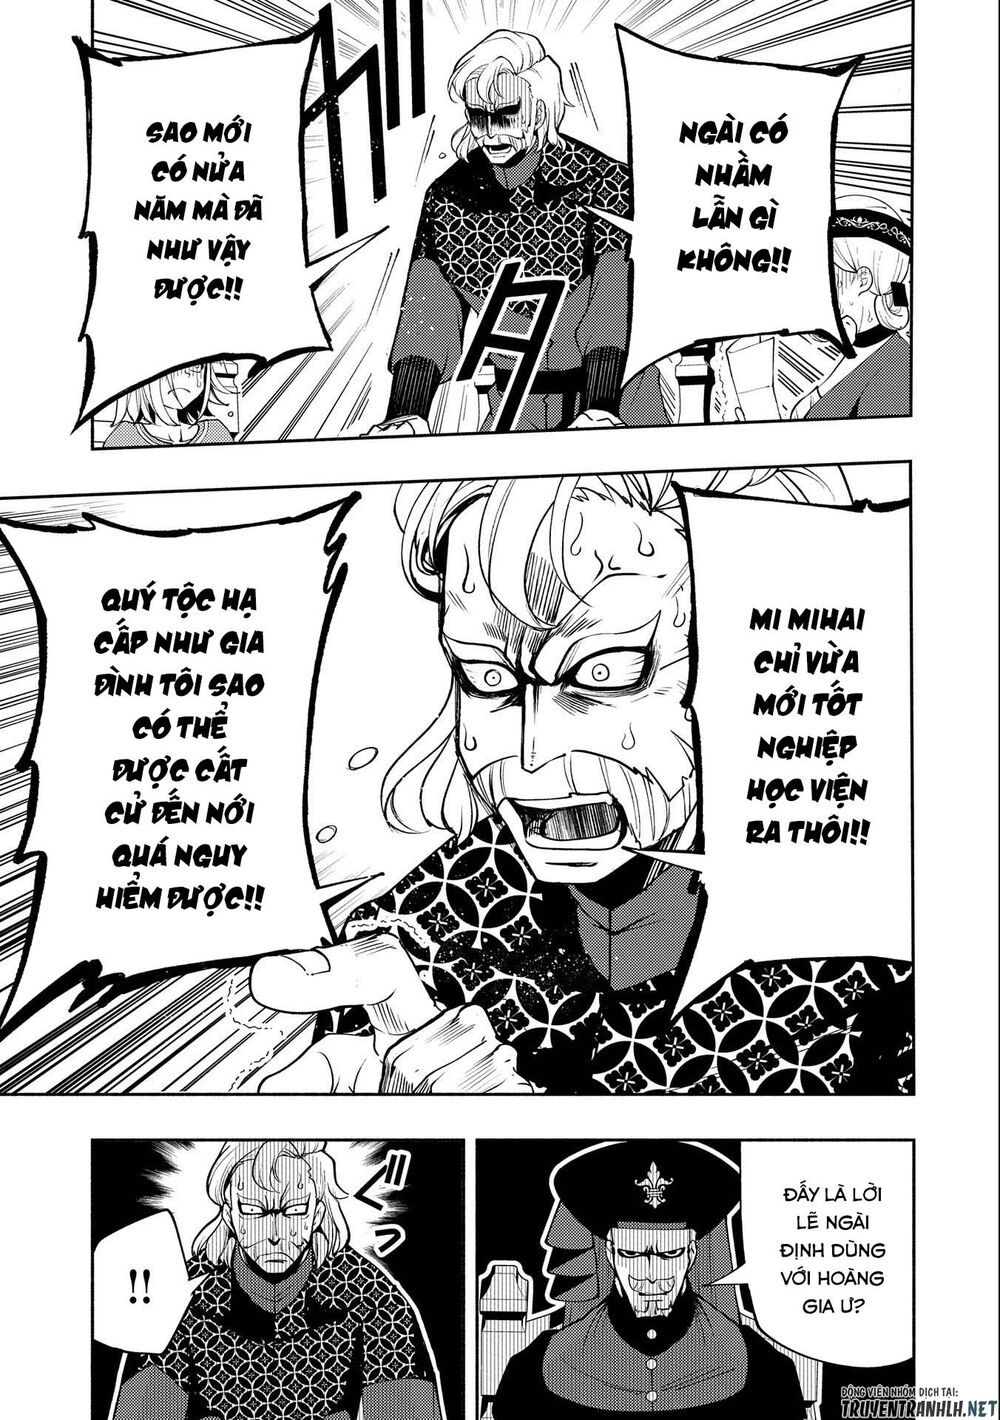 ガタ
NGÀI CÓ
NHẦM
LẪN GÌ
KHÔNG!!
SAO MỚI
CÓ NỬA
NĂM MÀ ĐÃ
NHƯ VẬY
ĐƯỢC!!
MI MIHAI
CHỈ VỪA
MỚI TỐT
NGHIỆP
HỌC VIỆN
RA THÔI!!
QUÝ TỘC HẠ
CẤP NHƯ GIA
ĐÌNH TÔI SAO
CÓ THỂ
ĐƯỢC CẤT
CỬ ĐẾN NƠI
QUÁ NGUY
HIỂM ĐƯỢC!!
ĐẤY LÀ LỜI
LẼ NGÀI
ĐỊNH DÙNG
VỚI HOÀNG
GIA Ư?
!!
ĐỘNG VIÊN NHÓM DỊCH TẠI:
TRUYENTRANHLH.NET